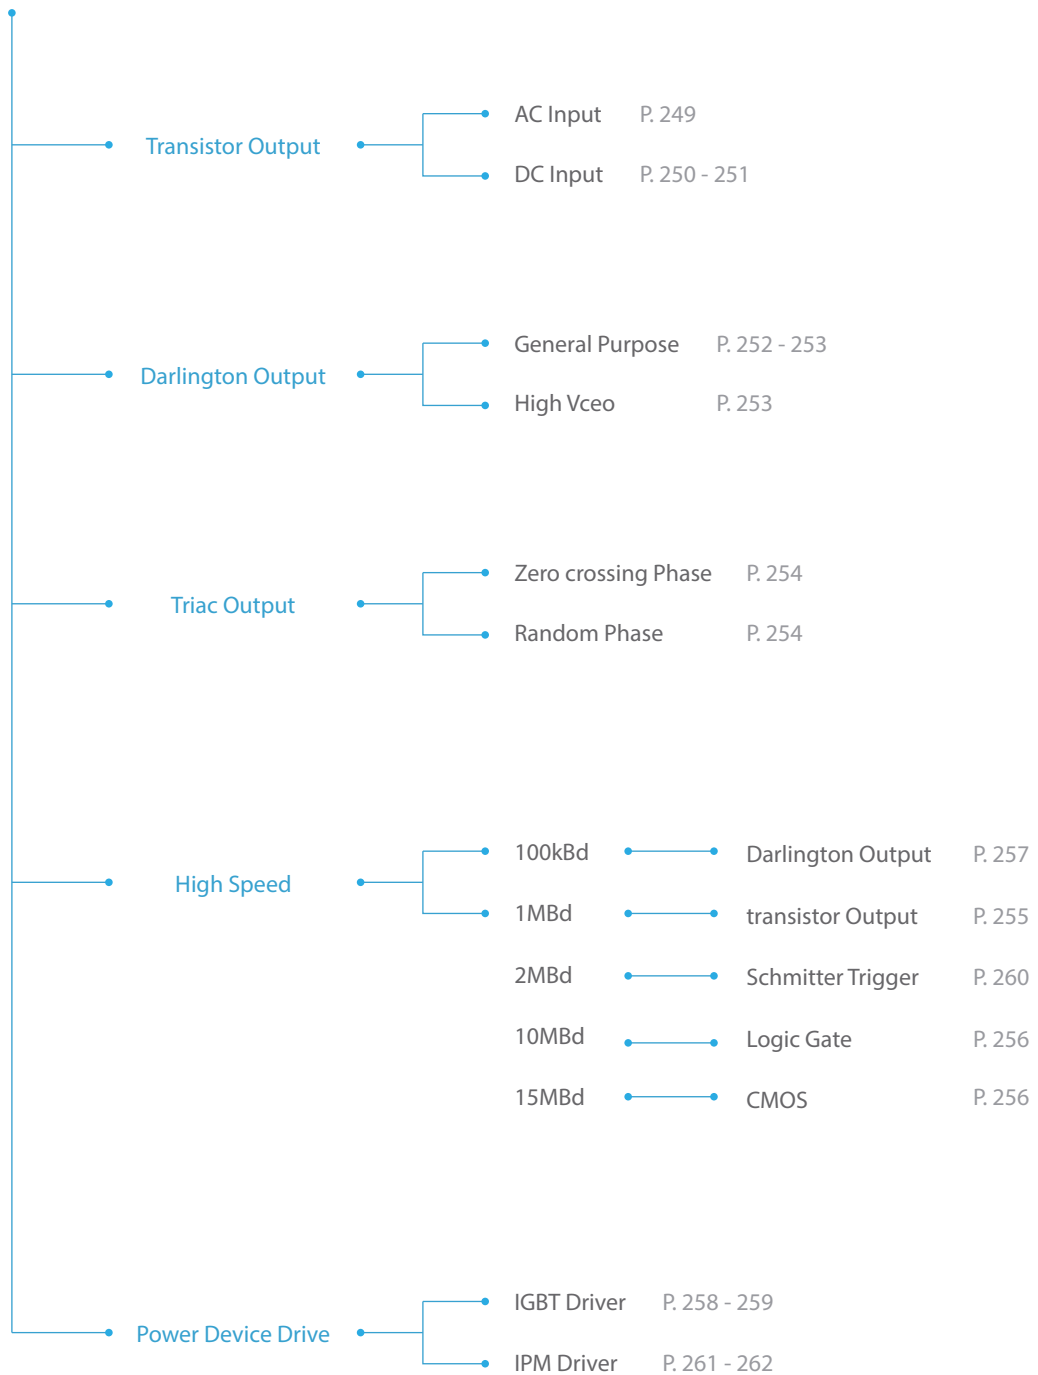 Transistor Output
AC Input P. 249
DC Input P. 250 - 251
Darlington Output
General Purpose P. 252 - 253
High Vceo P. 253
Triac Output
Zero crossing Phase P. 254
Random Phase P. 254
High Speed
100kBd Darlington Output P. 257
1MBd transistor Output P. 255
2MBd Schmitter Trigger P. 260
10MBd Logic Gate P. 256
15MBd CMOS P. 256
Power Device Drive
IGBT Driver P. 258 - 259
IPM Driver P. 261 - 262